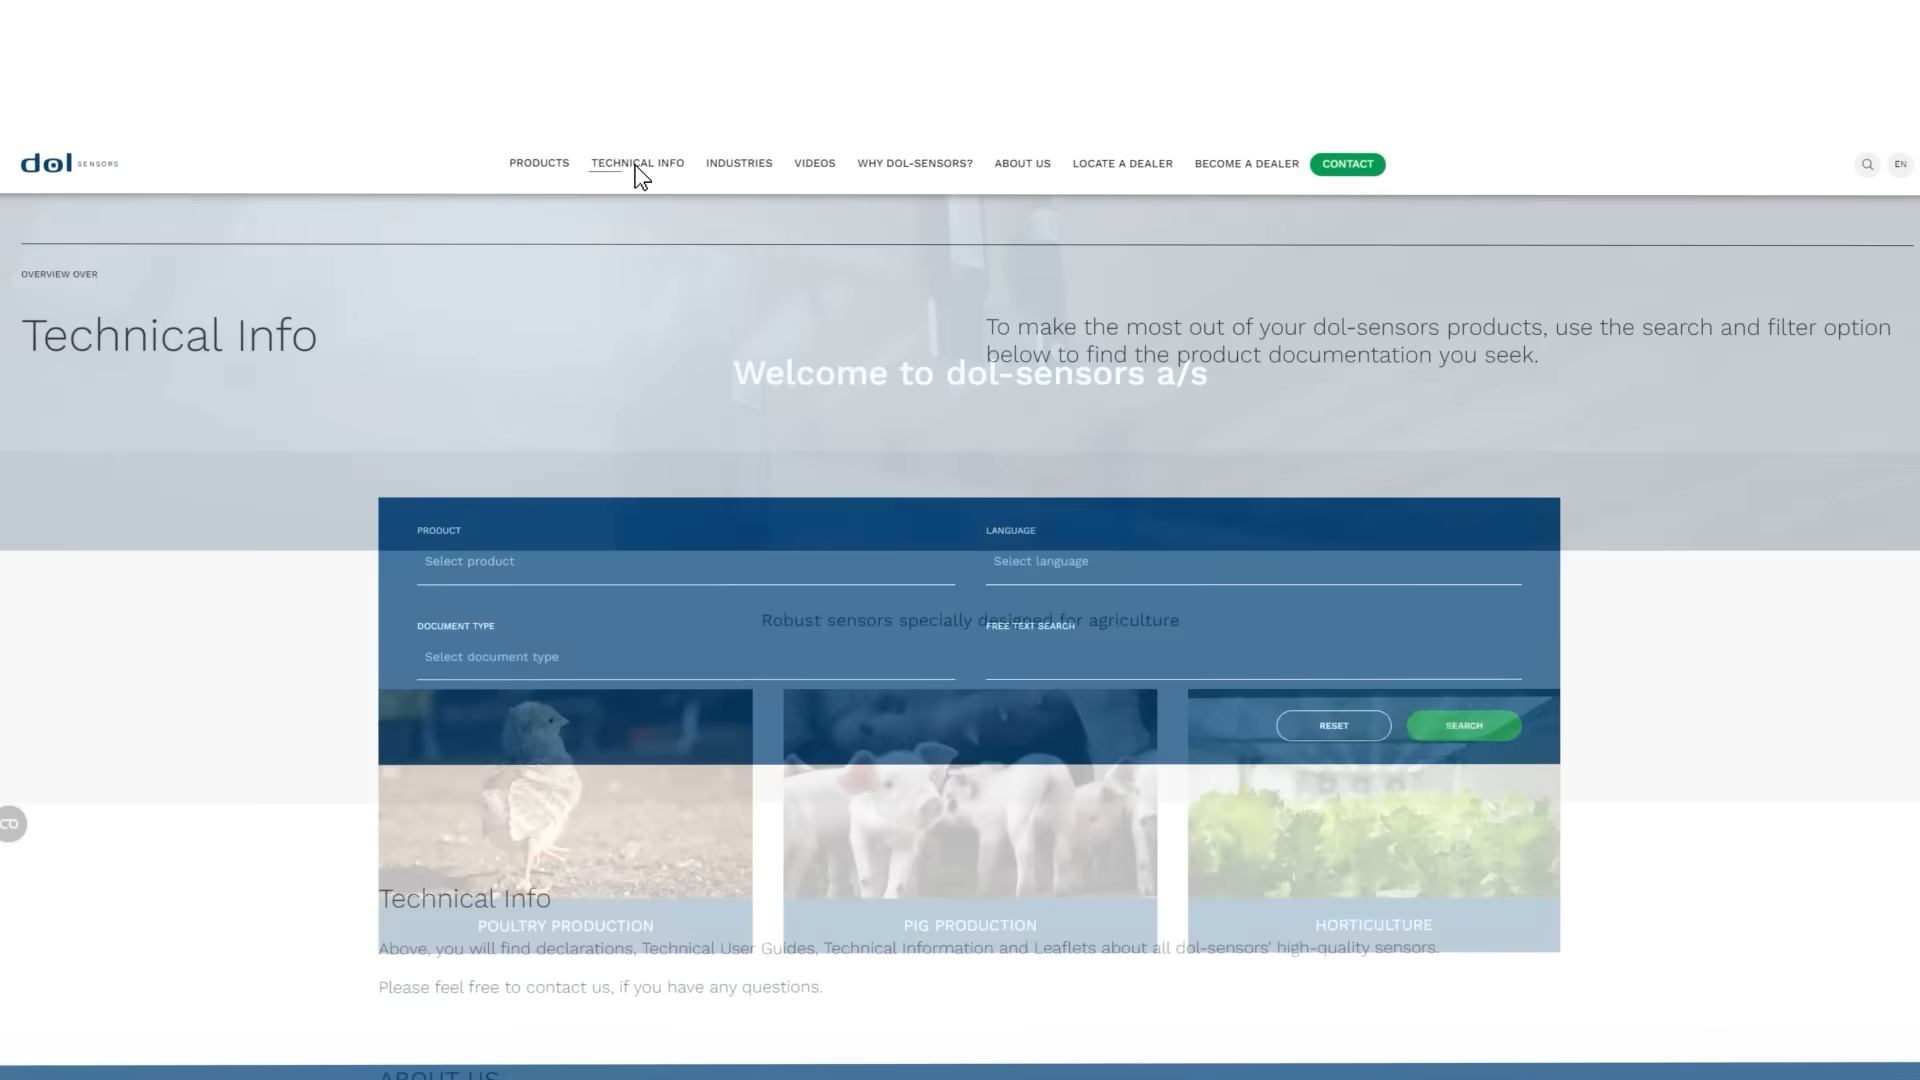 dol SENSORS
PRODUCTS
TECHNICAL INFO
INDUSTRIES
VIDEOS
WHY DOL-SENSORS?
ABOUT US
LOCATE A DEALER
BECOME A DEALER
CONTACT
EN
OVERVIEW OVER
Technical Info
To make the most out of your dol-sensors products, use the search and filter option
below to find the product documentation you seek.
Welcome to dol-sensors a/s
PRODUCT
Select product
LANGUAGE
Select language
Robust sensors specially designed for agriculture
DOCUMENT TYPE
Select document type
FREE TEXT SEARCH
RESET
SEARCH
Technical Info
POULTRY PRODUCTION
PIG PRODUCTION
HORTICULTURE
Above, you will find declarations, Technical User Guides, Technical Information and Leaflets about all dol-sensors' high-quality sensors.
Please feel free to contact us, if you have any questions.
ABOUT US